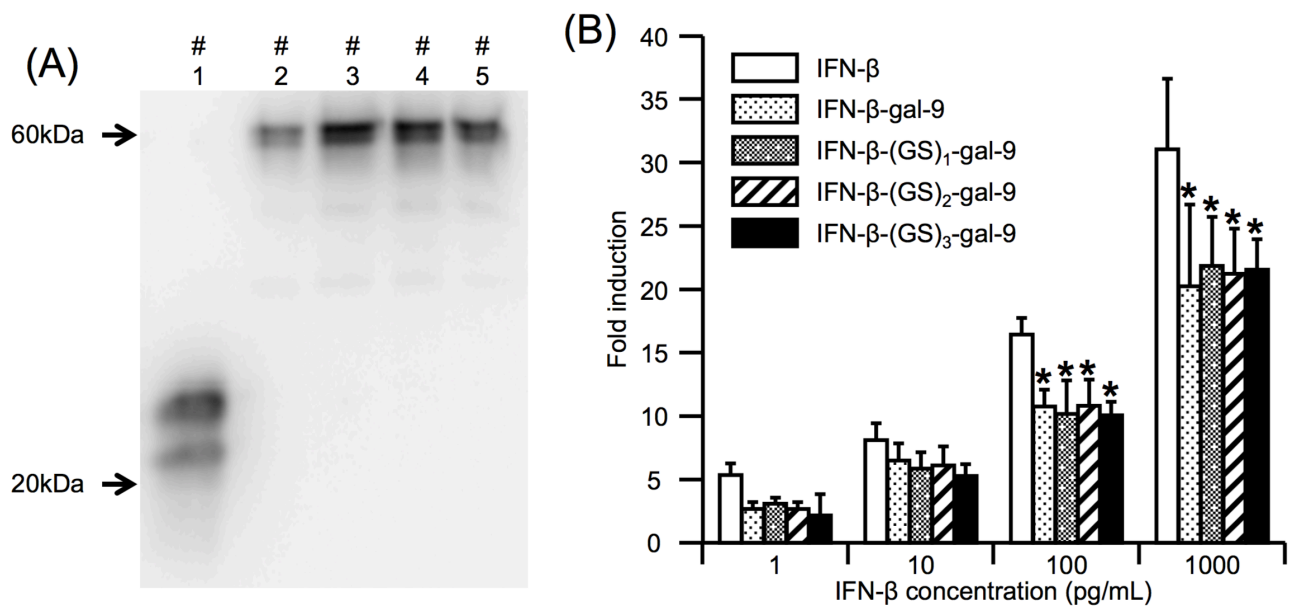 (A)
# # # # #
1 2 3 4 5
60kDa
20kDa
(B)
40
35
30
25
20
15
10
5
0
Fold induction
IFN-β
IFN-β-gal-9
IFN-β-(GS)₁-gal-9
IFN-β-(GS)₂-gal-9
IFN-β-(GS)₃-gal-9
* * * *
* * * *
1 10 100 1000
IFN-β concentration (pg/mL)